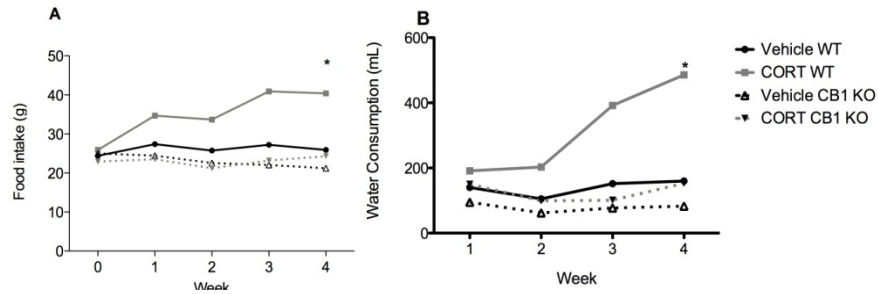 A
Food intake (g)
50
40
30
20
10
0
*
0 1 2 3 4
Week
B
Water Consumption (mL)
600
400
200
0
*
1 2 3 4
Week
Vehicle WT
CORT WT
Vehicle CB1 KO
CORT CB1 KO